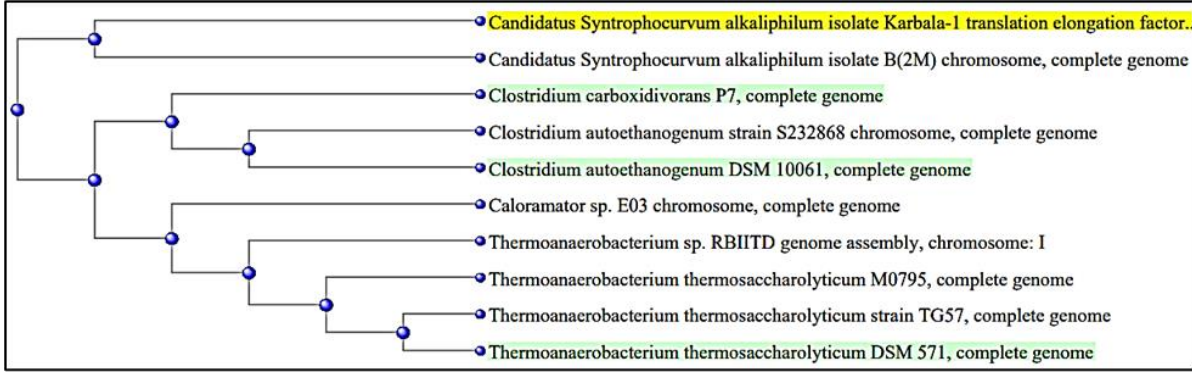 Candidatus Syntrophocurvum alkaliphilum isolate Karbala-1 translation elongation factor...
Candidatus Syntrophocurvum alkaliphilum isolate B(2M) chromosome, complete genome
Clostridium carboxidivorans P7, complete genome
Clostridium autoethanogenum strain S232868 chromosome, complete genome
Clostridium autoethanogenum DSM 10061, complete genome
Caloramator sp. E03 chromosome, complete genome
Thermoanaerobacterium sp. RBIITD genome assembly, chromosome: I
Thermoanaerobacterium thermosaccharolyticum M0795, complete genome
Thermoanaerobacterium thermosaccharolyticum strain TG57, complete genome
Thermoanaerobacterium thermosaccharolyticum DSM 571, complete genome